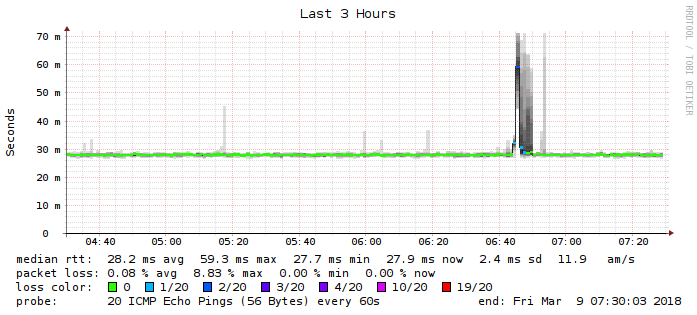 Last 3 Hours
RRDTOOL / TOBI OETIKER
Seconds
70 m
60 m
50 m
40 m
30 m
20 m
10 m
0
04:40 05:00 05:20 05:40 06:00 06:20 06:40 07:00 07:20
median rtt: 28.2 ms avg 59.3 ms max 27.7 ms min 27.9 ms now 2.4 ms sd 11.9 am/s
packet loss: 0.08 % avg 8.83 % max 0.00 % min 0.00 % now
loss color: 0 1/20 2/20 3/20 4/20 10/20 19/20
probe: 20 ICMP Echo Pings (56 Bytes) every 60s end: Fri Mar 9 07:30:03 2018